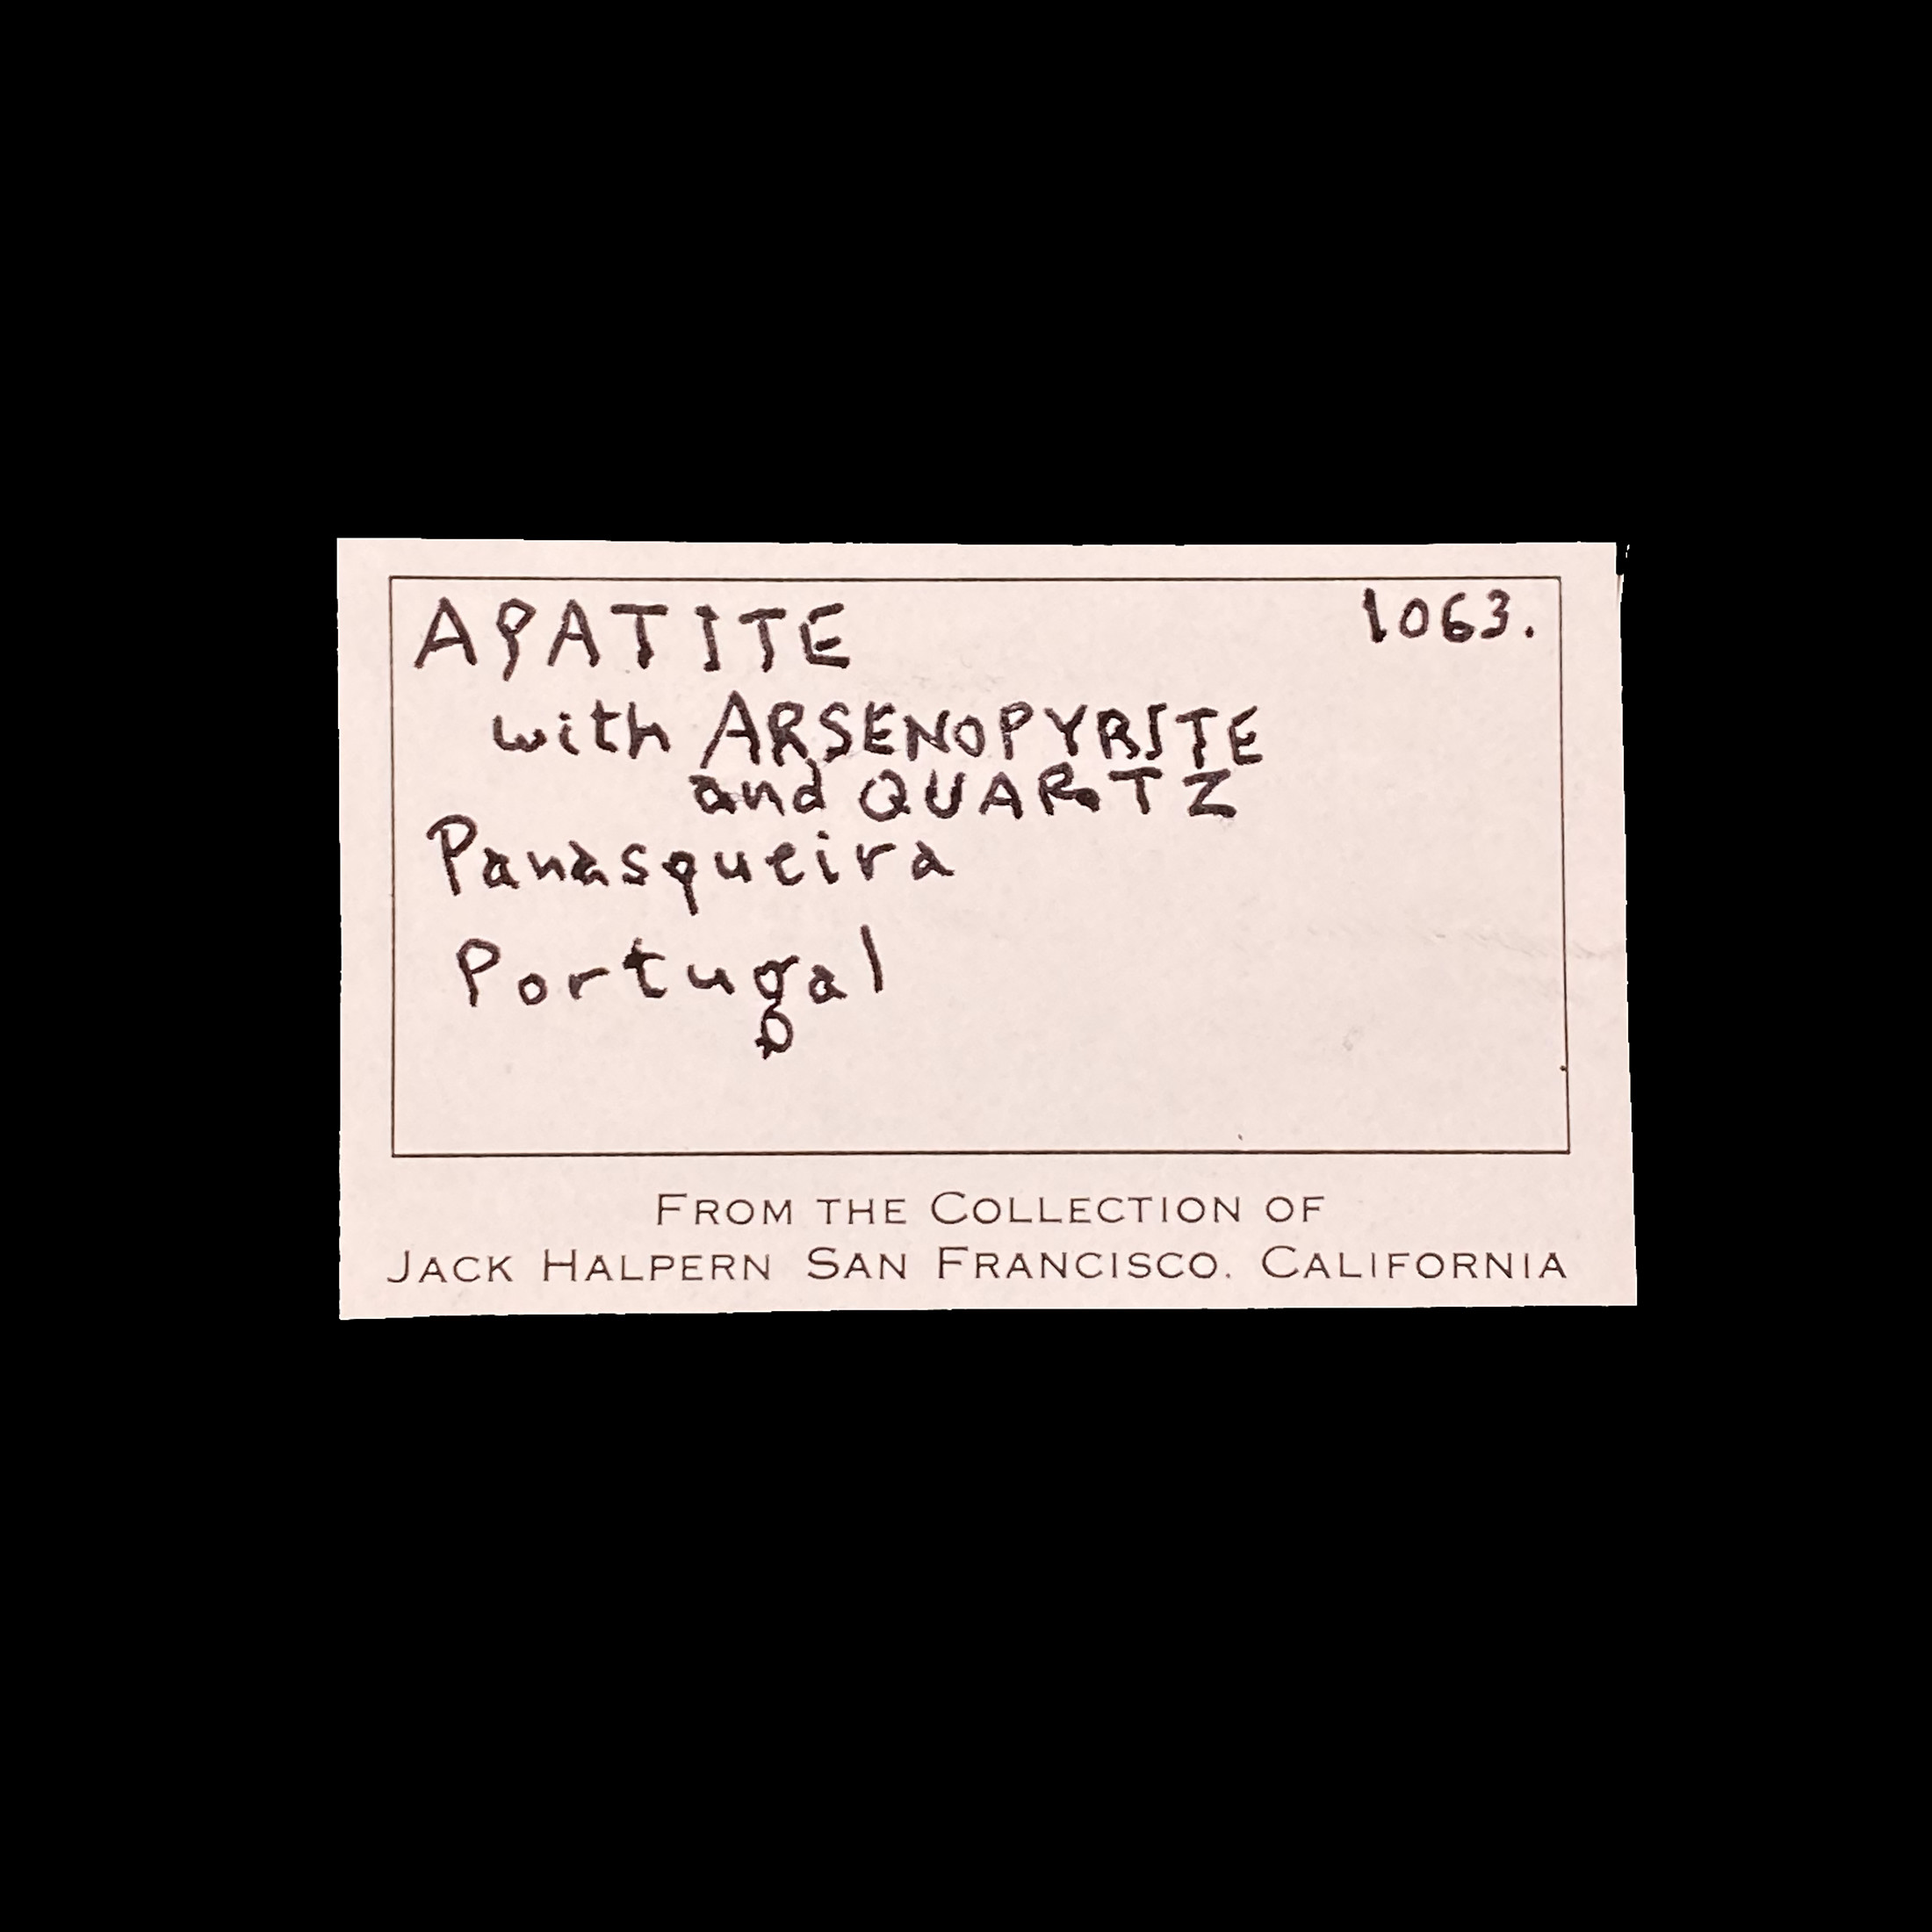 APATITE 1063.
with ARSENOPYRITE
and QUARTZ
Panasqueira
Portugal
FROM THE COLLECTION OF
JACK HALPERN SAN FRANCISCO. CALIFORNIA